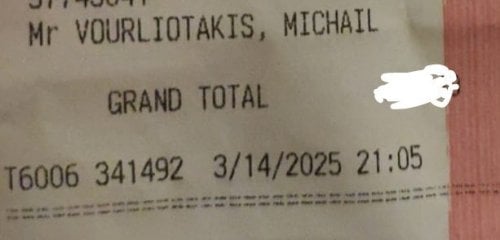 Mr VOURLIOTAKIS, MICHAIL
GRAND TOTAL
T6006 341492 3/14/2025 21:05